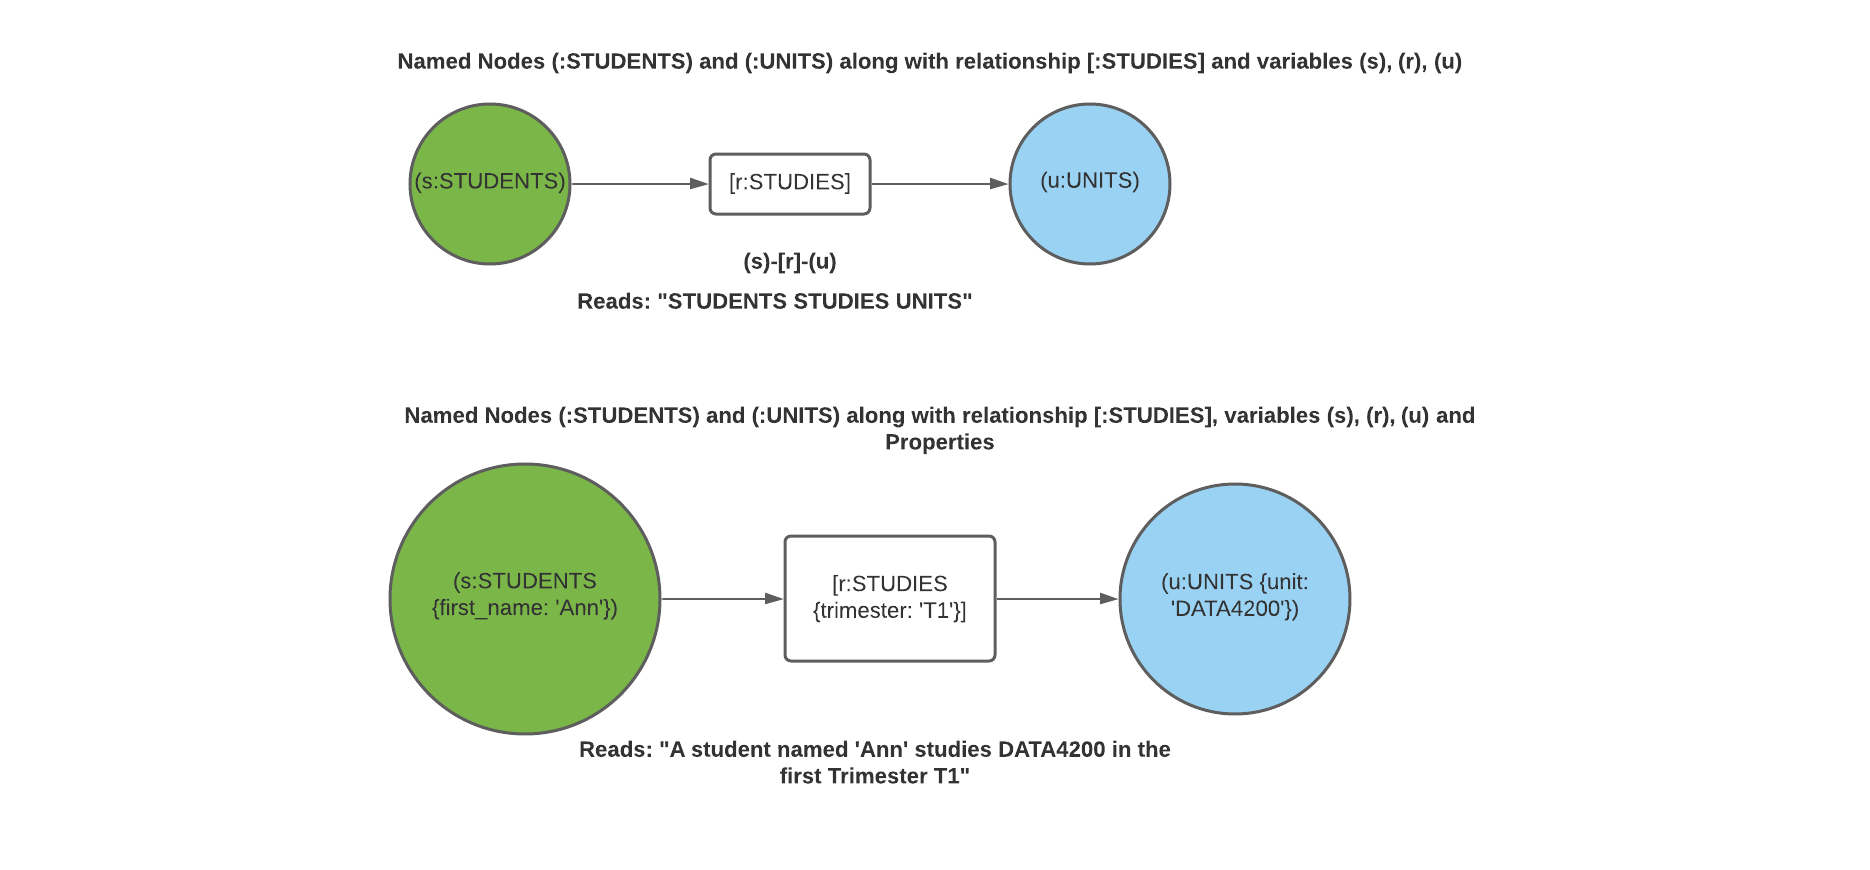 Named Nodes (:STUDENTS) and (:UNITS) along with relationship [:STUDIES] and variables (s), (r), (u)
(s:STUDENTS)
[r:STUDIES]
(u:UNITS)
(s)-[r]-(u)
Reads: "STUDENTS STUDIES UNITS"
Named Nodes (:STUDENTS) and (:UNITS) along with relationship [:STUDIES], variables (s), (r), (u) and
Properties
(s:STUDENTS
{first_name: 'Ann'})
[r:STUDIES
{trimester: 'T1'}]
(u:UNITS {unit:
'DATA4200'})
Reads: "A student named 'Ann' studies DATA4200 in the
first Trimester T1"